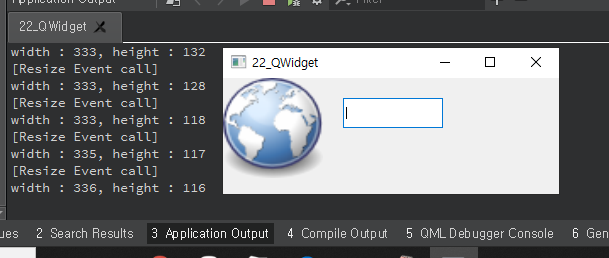 Application Output
Filter
22_QWidget
width : 333, height : 132
[Resize Event call]
width : 333, height : 128
[Resize Event call]
width : 333, height : 118
[Resize Event call]
width : 335, height : 117
[Resize Event call]
width : 336, height : 116
22_QWidget
ues 2 Search Results 3 Application Output 4 Compile Output 5 QML Debugger Console 6 Gen